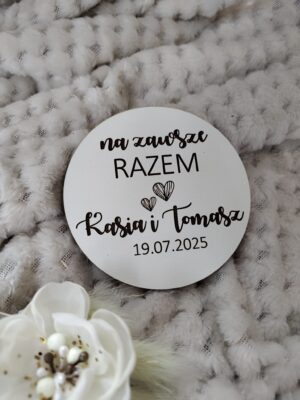 na zawsze
RAZEM
Kasia i Tomasz
19.07.2025